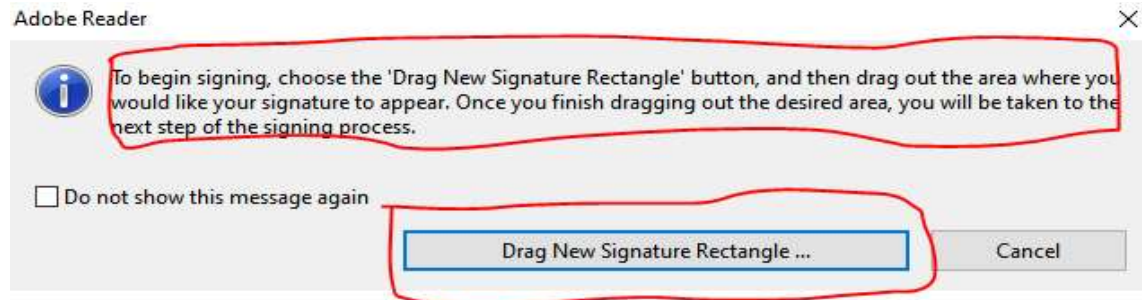 Adobe Reader
To begin signing, choose the 'Drag New Signature Rectangle' button, and then drag out the area where you
would like your signature to appear. Once you finish dragging out the desired area, you will be taken to the
next step of the signing process.
Do not show this message again
Drag New Signature Rectangle ...
Cancel